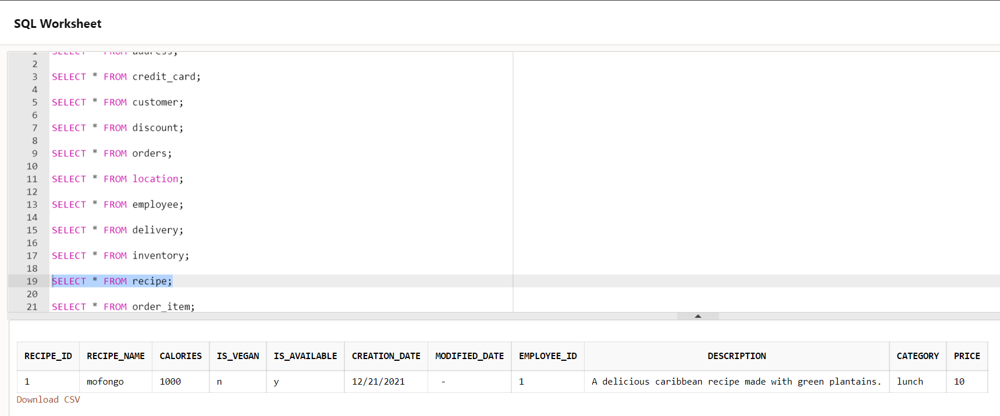 SQL Worksheet
1 SELECT * FROM address;
2
3 SELECT * FROM credit_card;
4
5 SELECT * FROM customer;
6
7 SELECT * FROM discount;
8
9 SELECT * FROM orders;
10
11 SELECT * FROM location;
12
13 SELECT * FROM employee;
14
15 SELECT * FROM delivery;
16
17 SELECT * FROM inventory;
18
19 SELECT * FROM recipe;
20
21 SELECT * FROM order_item;
RECIPE_ID RECIPE_NAME CALORIES IS_VEGAN IS_AVAILABLE CREATION_DATE MODIFIED_DATE EMPLOYEE_ID DESCRIPTION CATEGORY PRICE
1 mofongo 1000 n y 12/21/2021 - 1 A delicious caribbean recipe made with green plantains. lunch 10
Download CSV